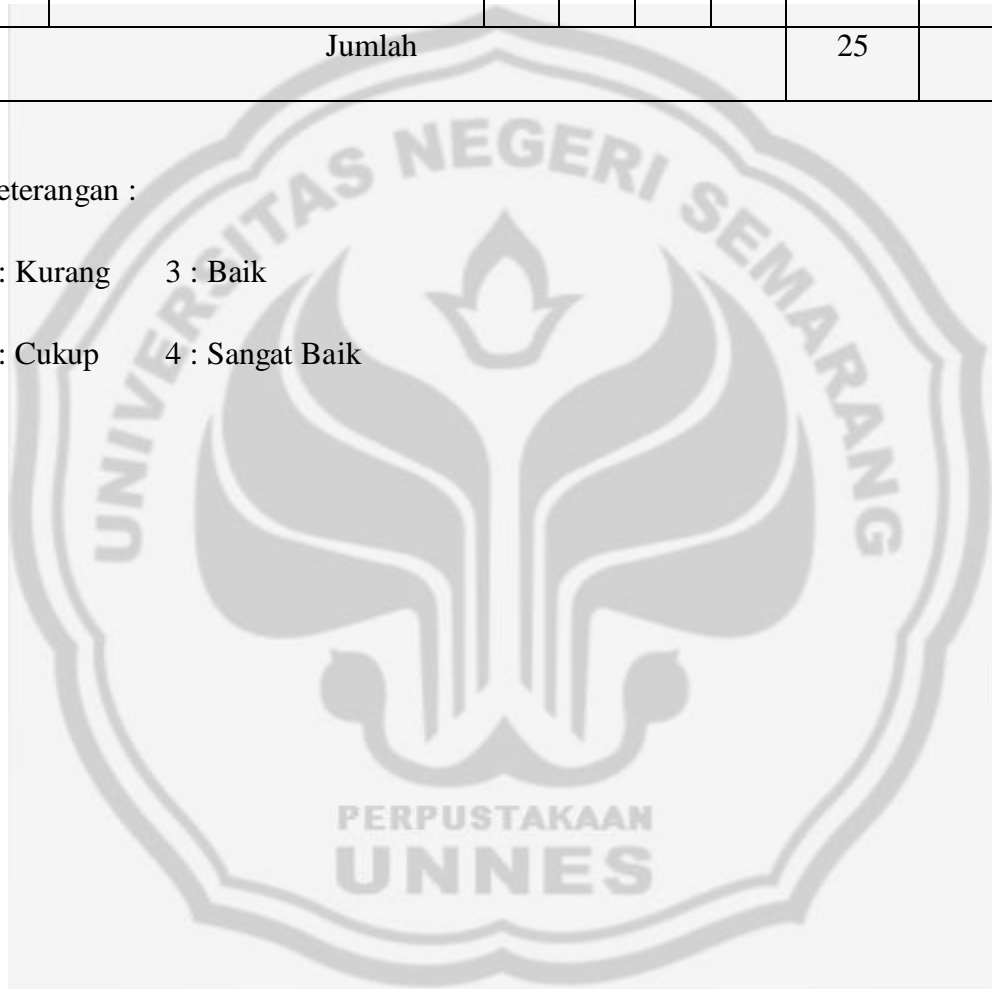 Jumlah 25
eterangan :
: Kurang 3 : Baik
: Cukup 4 : Sangat Baik
UNIVERSITAS NEGERI SEMARANG
PERPUSTAKAAN
UNNES